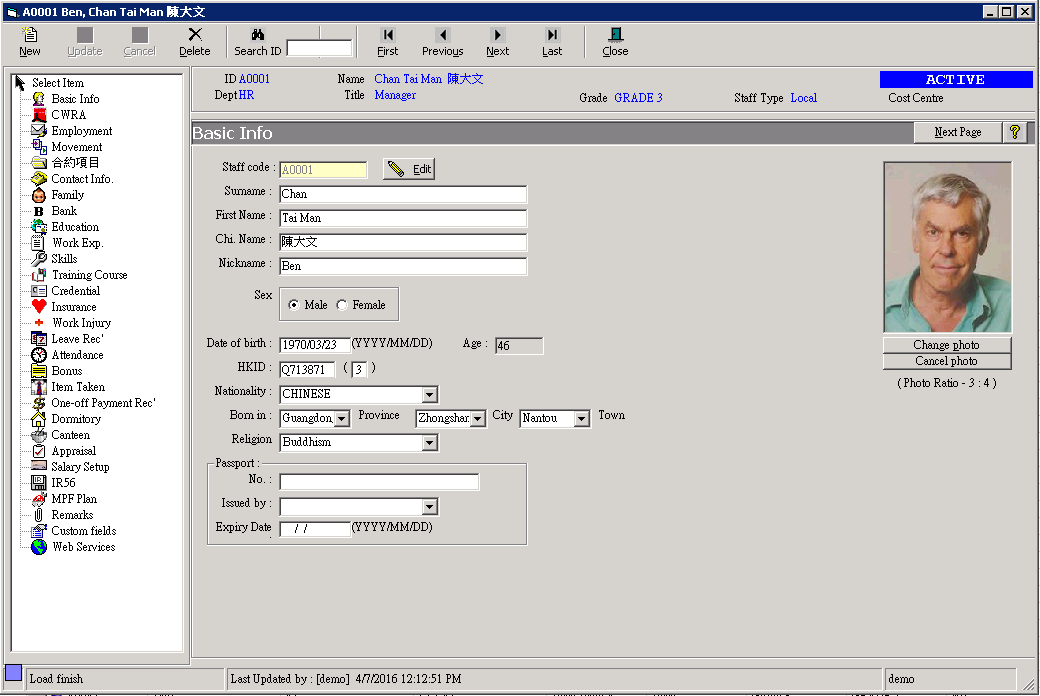 A0001 Ben, Chan Tai Man 陳大文
New Update Cancel Delete Search ID First Previous Next Last Close
Select Item
Basic Info
CWRA
Employment
Movement
合約項目
Contact Info.
Family
Bank
Education
Work Exp.
Skills
Training Course
Credential
Insurance
Work Injury
Leave Rec'
Attendance
Bonus
Item Taken
One-off Payment Rec'
Dormitory
Canteen
Appraisal
Salary Setup
IR56
MPF Plan
Remarks
Custom fields
Web Services
ID A0001 Name Chan Tai Man 陳大文 ACTIVE
Dept HR Title Manager Grade GRADE 3 Staff Type Local Cost Centre
Basic Info Next Page ?
Staff code : A0001 Edit
Surname : Chan
First Name : Tai Man
Chi. Name : 陳大文
Nickname : Ben
Sex Male Female
Date of birth : 1970/03/23 (YYYY/MM/DD) Age : 46
HKID : Q713871 ( 3 )
Nationality : CHINESE
Born in : Guangdon Province Zhongshar City Nantou Town
Religion Buddhism
Passport :
No. :
Issued by :
Expiry Date : / / (YYYY/MM/DD)
Change photo
Cancel photo
( Photo Ratio - 3 : 4 )
Load finish Last Updated by : [demo] 4/7/2016 12:12:51 PM demo